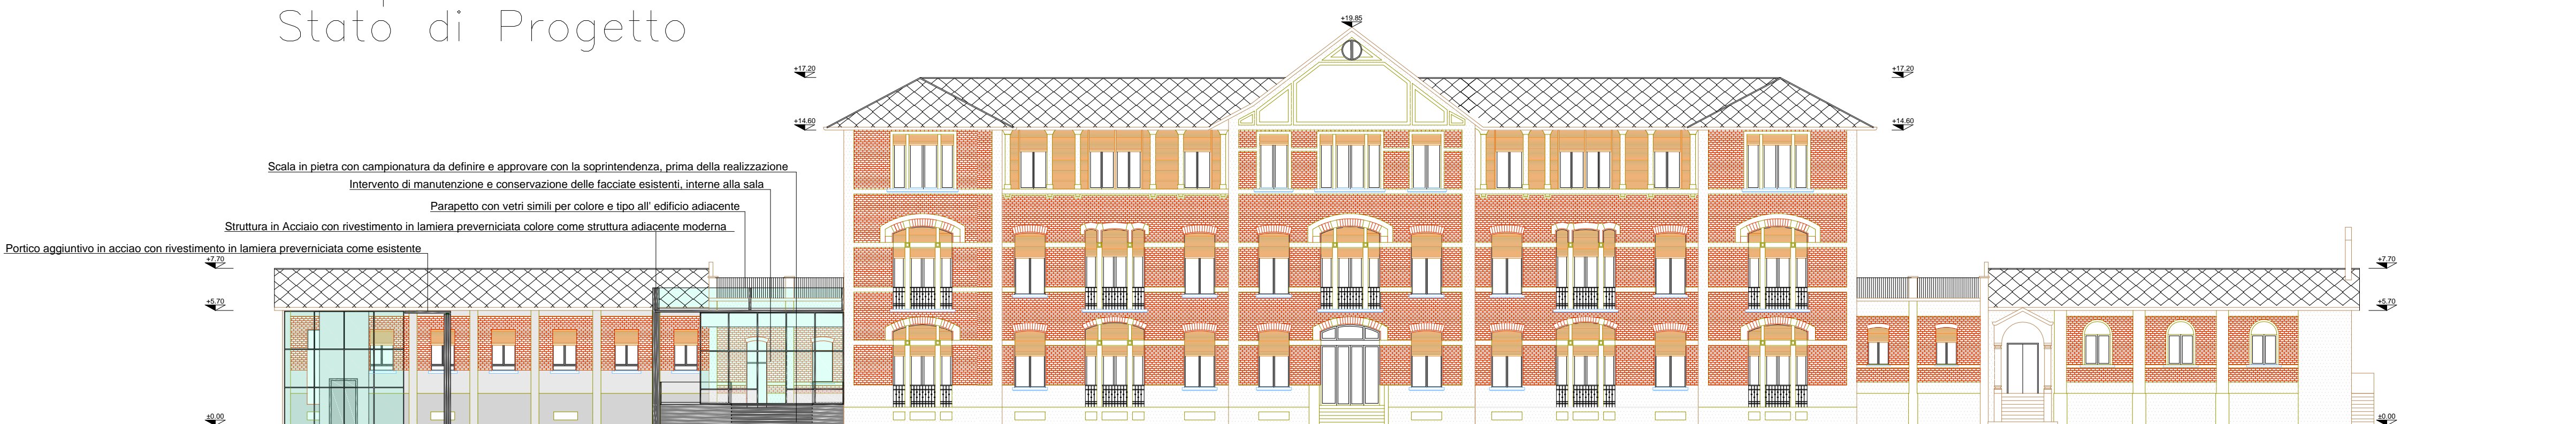 Stato di Progetto
+19.85
+17.20
+17.20
+14.60
+14.60
Scala in pietra con campionatura da definire e approvare con la soprintendenza, prima della realizzazione
Intervento di manutenzione e conservazione delle facciate esistenti, interne alla sala
Parapetto con vetri simili per colore e tipo all' edificio adiacente
Struttura in Acciaio con rivestimento in lamiera preverniciata colore come struttura adiacente moderna
Portico aggiuntivo in acciao con rivestimento in lamiera preverniciata come esistente
+7.70
+7.70
+5.70
+5.70
±0.00
±0.00